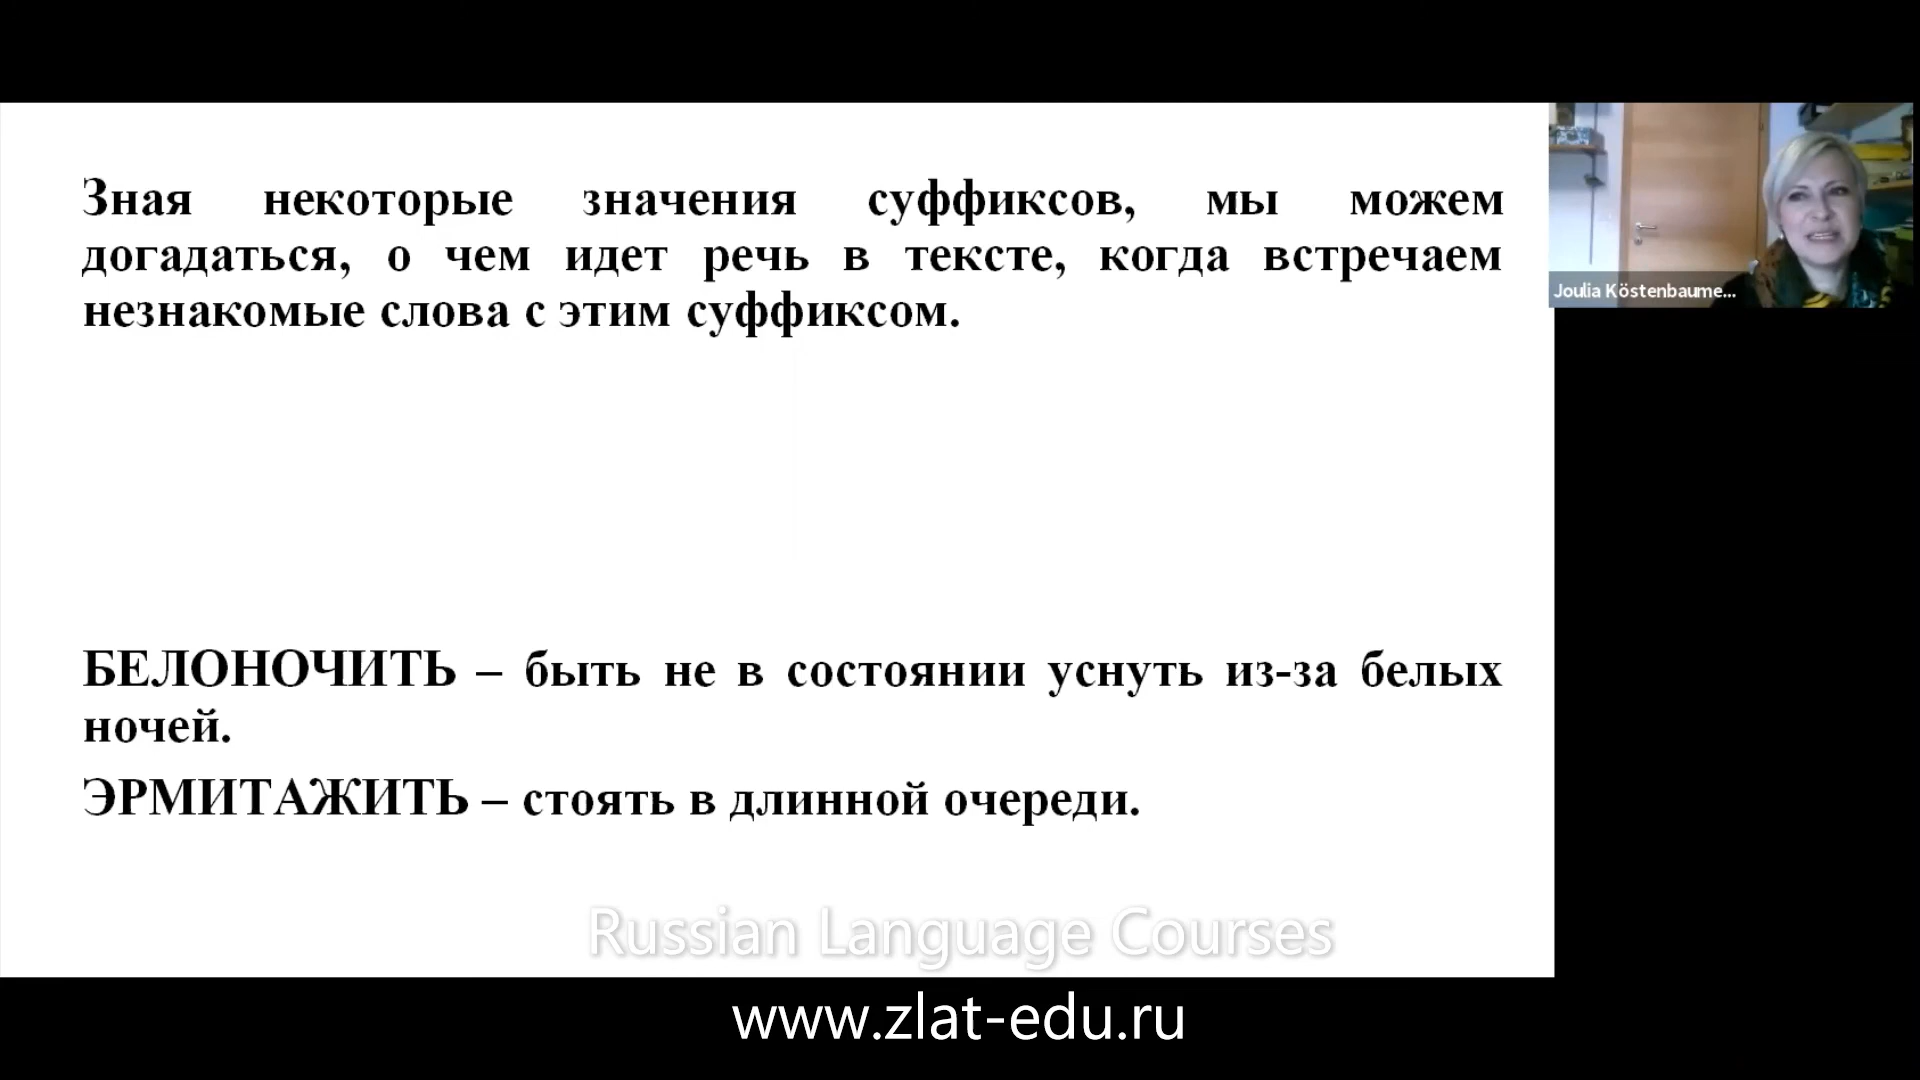 Зная некоторые значения суффиксов, мы можем
догадаться, о чем идет речь в тексте, когда встречаем
незнакомые слова с этим суффиксом.
Joulia Köstenbaume...
БЕЛОНОЧИТЬ – быть не в состоянии уснуть из-за белых
ночей.
ЭРМИТАЖИТЬ – стоять в длинной очереди.
Russian Language Courses
www.zlat-edu.ru